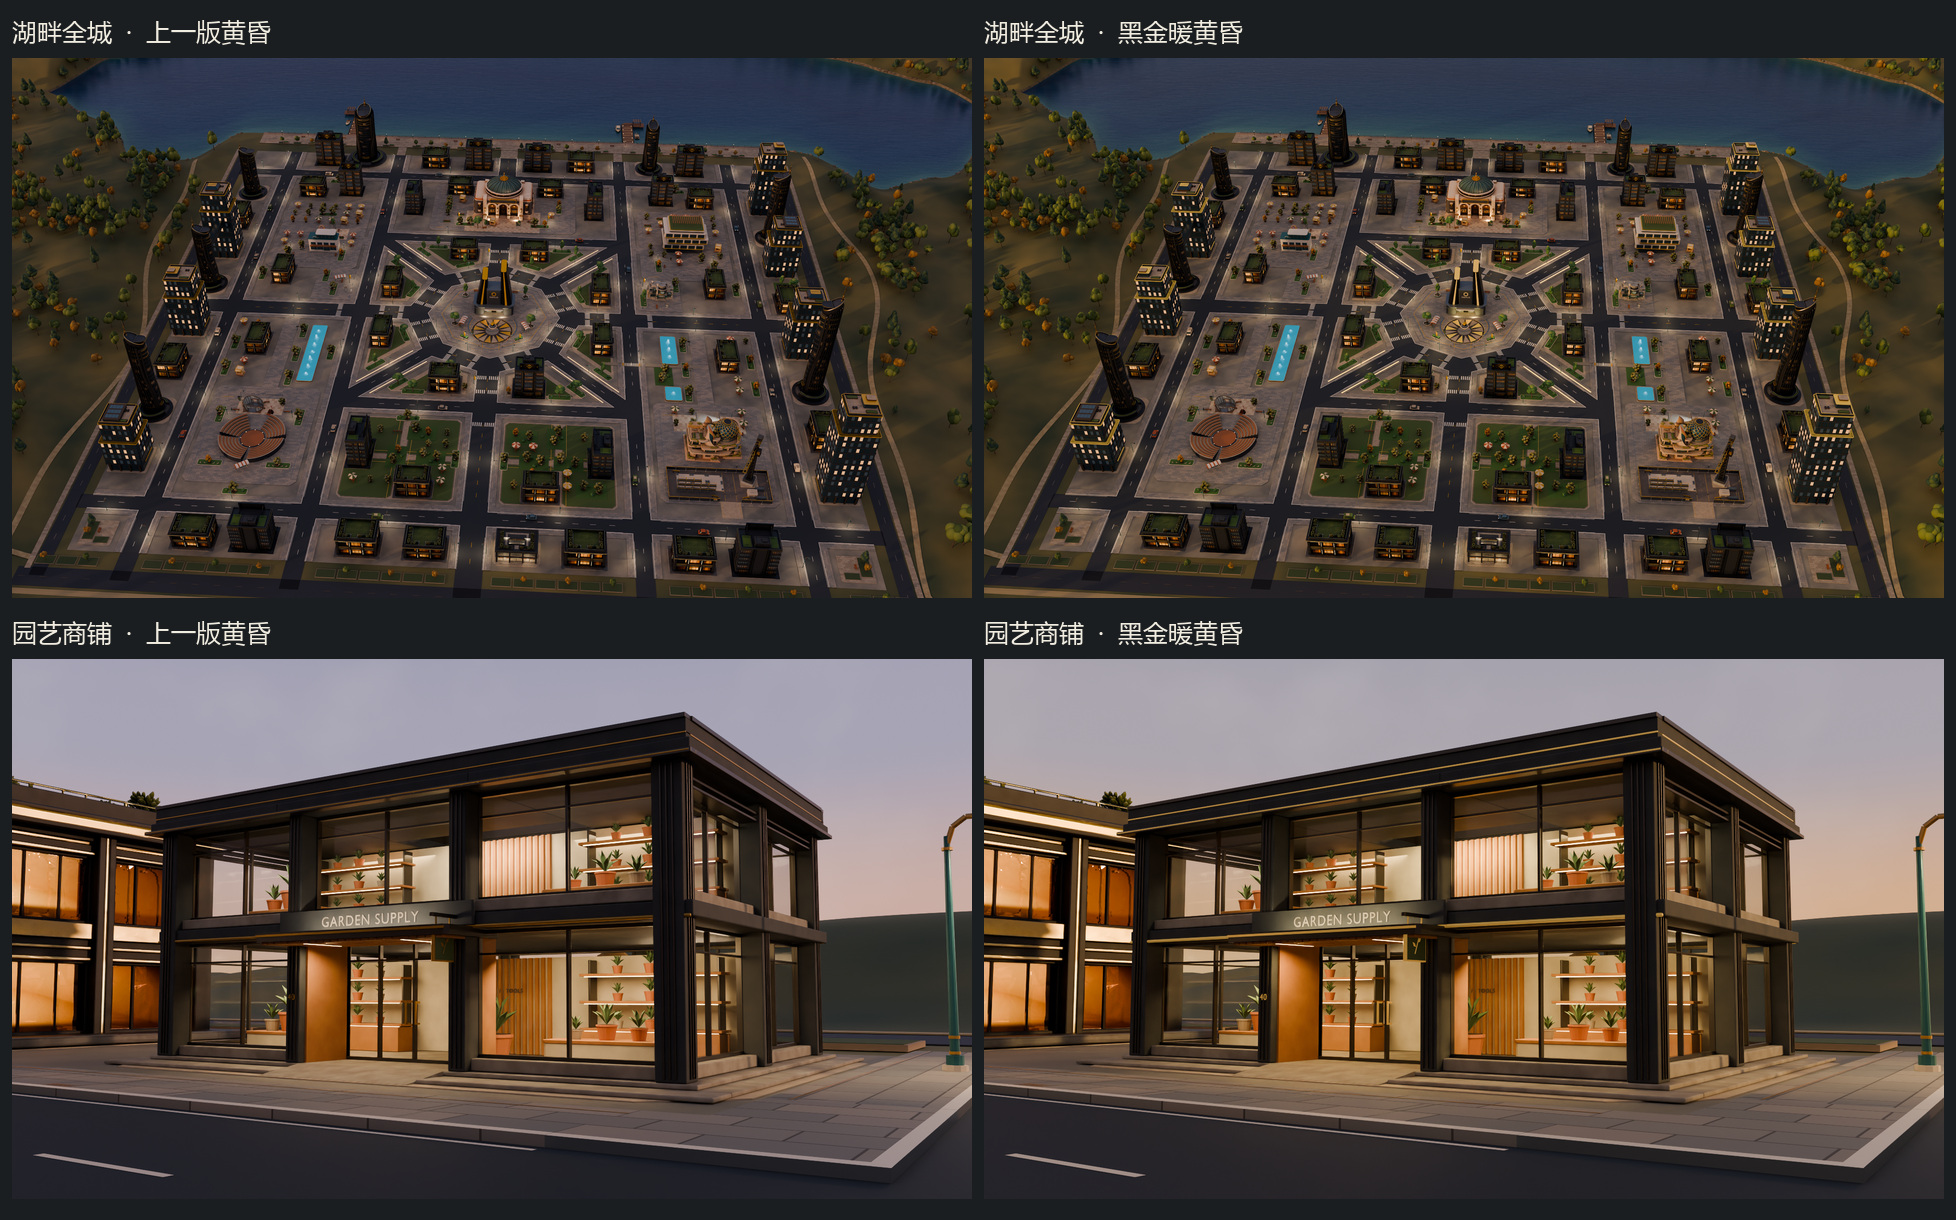 湖畔全城 · 上一版黄昏
湖畔全城 · 黑金暖黄昏
园艺商铺 · 上一版黄昏
园艺商铺 · 黑金暖黄昏
GARDEN SUPPLY
GARDEN SUPPLY